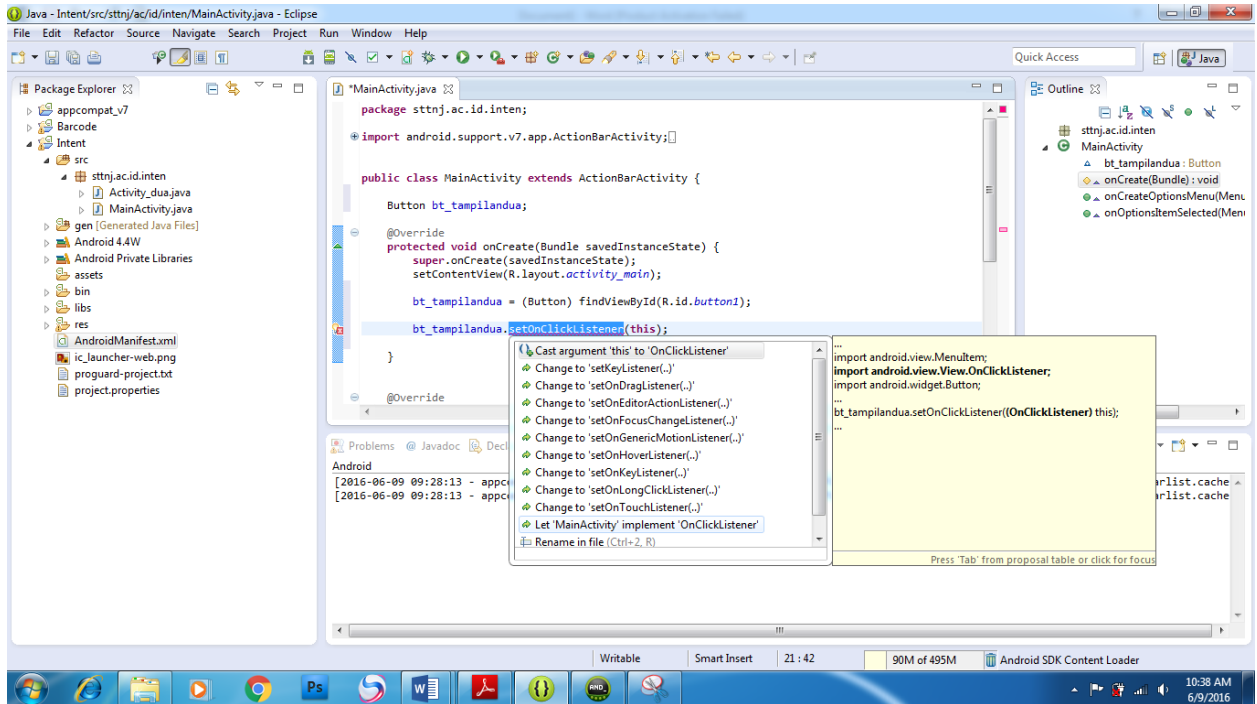 Java - Intent/src/sttnj/ac/id/inten/MainActivity.java - Eclipse
File Edit Refactor Source Navigate Search Project Run Window Help
Quick Access
Java
Package Explorer
appcompat_v7
Barcode
Intent
src
sttnj.ac.id.inten
Activity_dua.java
MainActivity.java
gen [Generated Java Files]
Android 4.4W
Android Private Libraries
assets
bin
libs
res
AndroidManifest.xml
ic_launcher-web.png
proguard-project.txt
project.properties
*MainActivity.java
package sttnj.ac.id.inten;
import android.support.v7.app.ActionBarActivity;
public class MainActivity extends ActionBarActivity {
Button bt_tampilandua;
@Override
protected void onCreate(Bundle savedInstanceState) {
super.onCreate(savedInstanceState);
setContentView(R.layout.activity_main);
bt_tampilandua = (Button) findViewById(R.id.button1);
bt_tampilandua.setOnClickListener(this);
}
@Override
Cast argument 'this' to 'OnClickListener'
Change to 'setKeyListener(..)'
Change to 'setOnDragListener(..)'
Change to 'setOnEditorActionListener(..)'
Change to 'setOnFocusChangeListener(..)'
Change to 'setOnGenericMotionListener(..)'
Change to 'setOnHoverListener(..)'
Change to 'setOnKeyListener(..)'
Change to 'setOnLongClickListener(..)'
Change to 'setOnTouchListener(..)'
Let 'MainActivity' implement 'OnClickListener'
Rename in file (Ctrl+2, R)
...
import android.view.MenuItem;
import android.view.View.OnClickListener;
import android.widget.Button;
...
bt_tampilandua.setOnClickListener((OnClickListener) this);
...
Press 'Tab' from proposal table or click for focus
Outline
sttnj.ac.id.inten
MainActivity
bt_tampilandua : Button
onCreate(Bundle) : void
onCreateOptionsMenu(Menu
onOptionsItemSelected(Menu
Problems @ Javadoc Decl
Android
[2016-06-09 09:28:13 - appc arlist.cache
[2016-06-09 09:28:13 - appc arlist.cache
Writable Smart Insert 21 : 42 90M of 495M Android SDK Content Loader
Ps
AND.
10:38 AM
6/9/2016